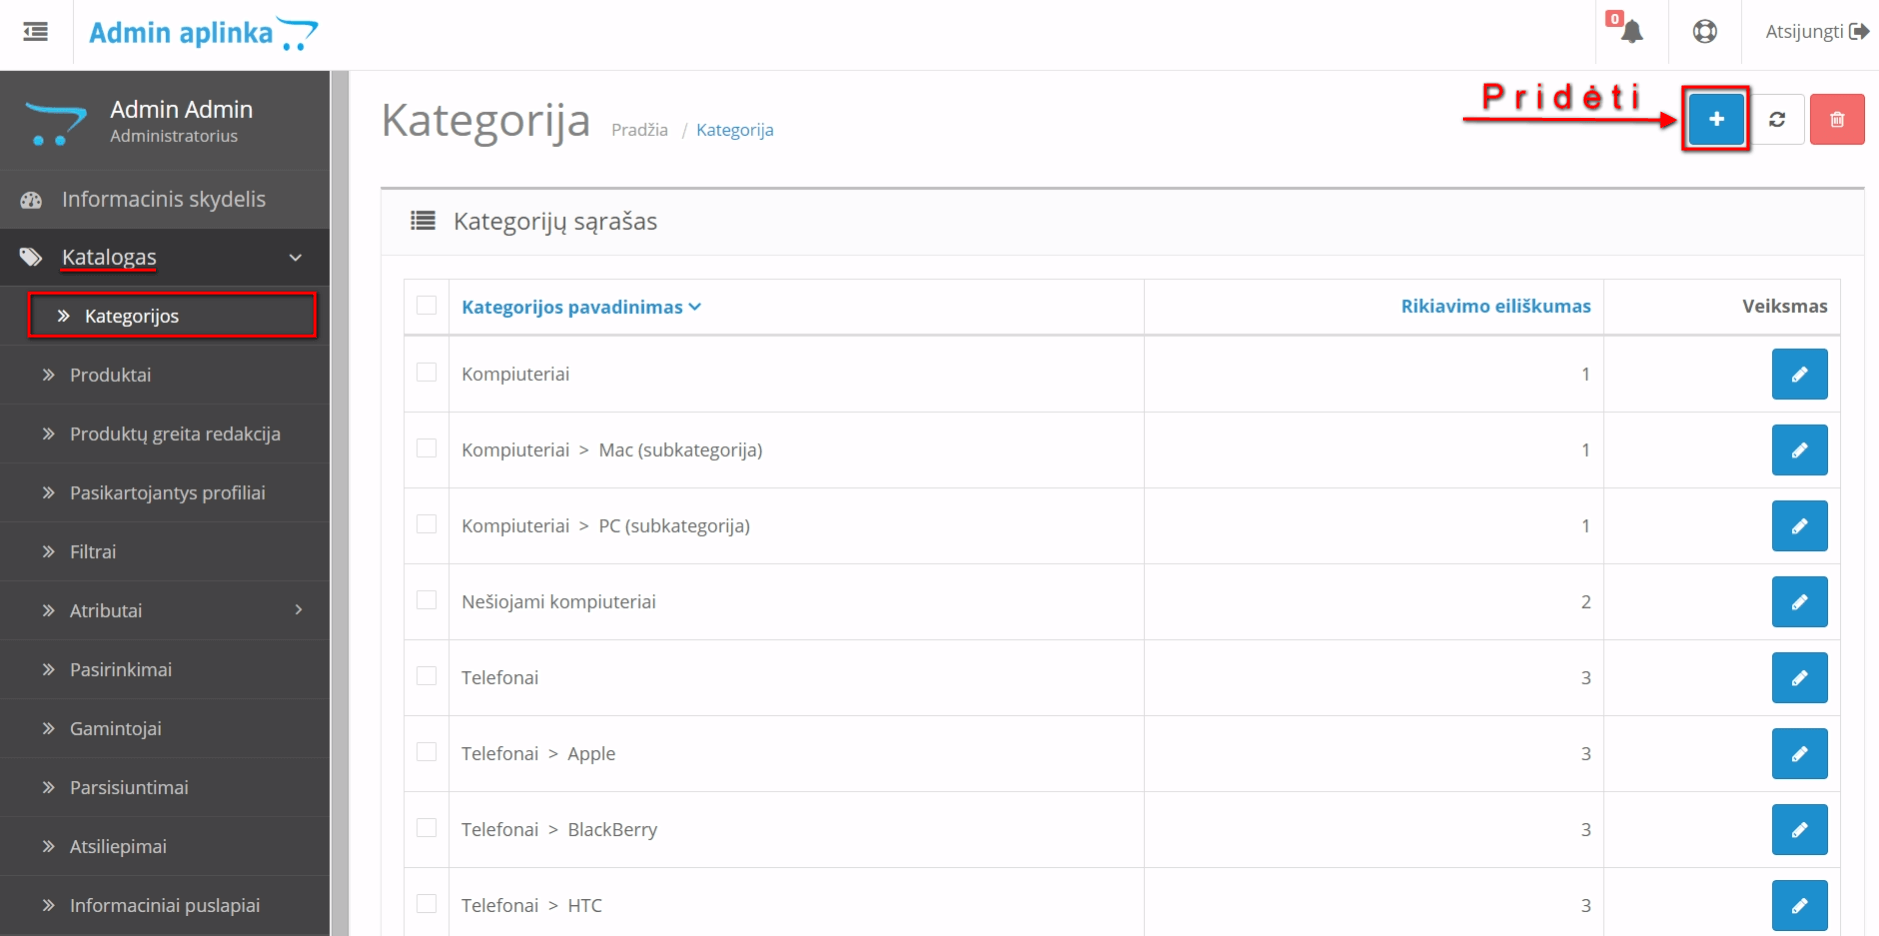 Admin aplinka
0
Atsijungti
Admin Admin
Administratorius
Informacinis skydelis
Katalogas
Kategorijos
Produktai
Produktų greita redakcija
Pasikartojantys profiliai
Filtrai
Atributai
Pasirinkimai
Gamintojai
Parsisiuntimai
Atsiliepimai
Informaciniai puslapiai
Kategorija
Pradžia / Kategorija
Pridėti
Kategorijų sąrašas
Kategorijos pavadinimas Rikiavimo eiliškumas Veiksmas
Kompiuteriai 1
Kompiuteriai > Mac (subkategorija) 1
Kompiuteriai > PC (subkategorija) 1
Nešiojami kompiuteriai 2
Telefonai 3
Telefonai > Apple 3
Telefonai > BlackBerry 3
Telefonai > HTC 3